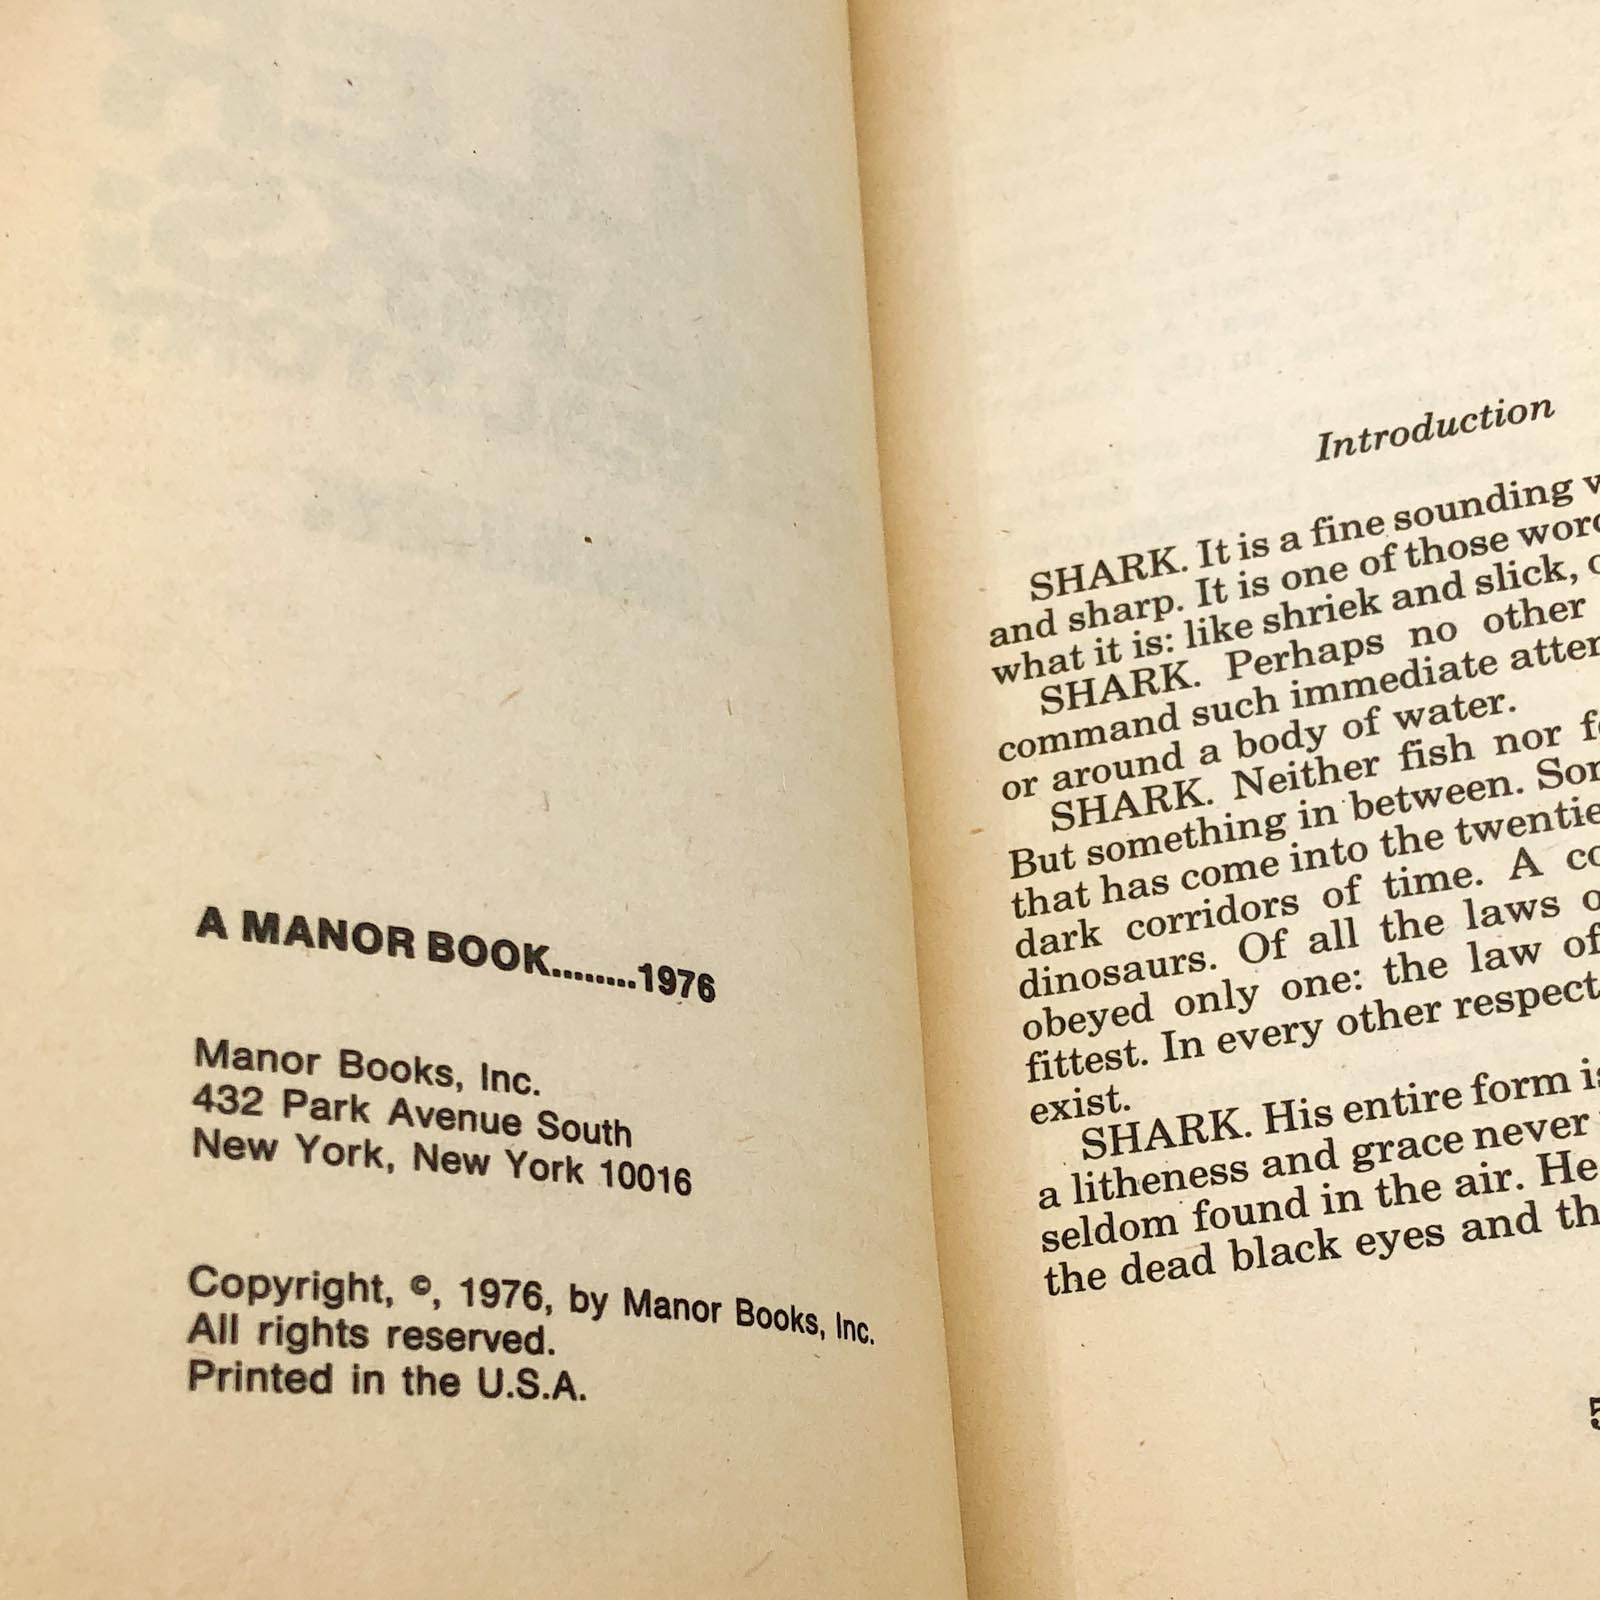 A MANOR BOOK........1976
Manor Books, Inc.
432 Park Avenue South
New York, New York 10016
Copyright, ©, 1976, by Manor Books, Inc.
All rights reserved.
Printed in the U.S.A.
Introduction
SHARK. It is a fine sounding
and sharp. It is one of those
what it is: like shriek and slick,
SHARK. Perhaps no other
command such immediate
or around a body of water.
SHARK. Neither fish nor
But something in between.
that has come into the
dark corridors of time. A
dinosaurs. Of all the laws
obeyed only one: the law of
fittest. In every other respect
exist.
SHARK. His entire form
a litheness and grace never
seldom found in the air. He
the dead black eyes and
5